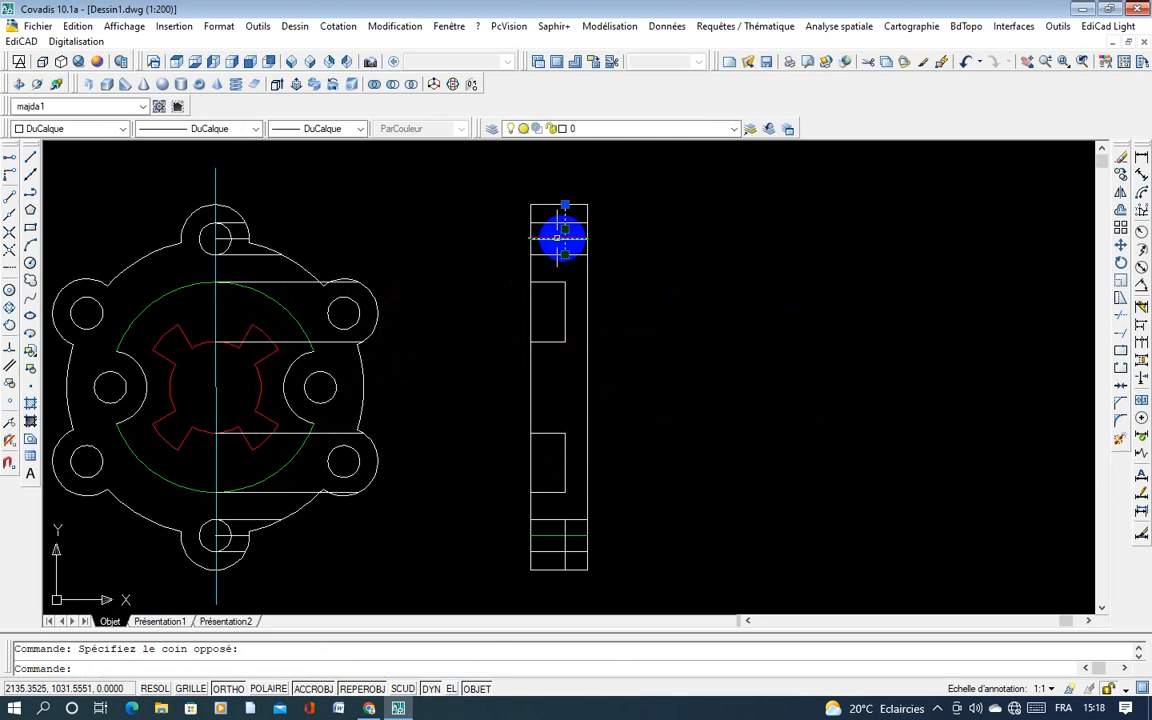 Covadis 10.1a - [Dessin1.dwg (1:200)]
Fichier Edition Affichage Insertion Format Outils Dessin Cotation Modification Fenêtre ? PcVision Saphir+ Modélisation Données Requêtes / Thématique Analyse spatiale Cartographie BdTopo Interfaces Outils EdiCad Light
EdiCAD Digitalisation
majda1
DuCalque DuCalque DuCalque ParCouleur 0
A
Y
X
Objet Présentation1 Présentation2
Commande: Spécifiez le coin opposé:
Commande:
2135.3525, 1031.5551, 0.0000 RESOL GRILLE ORTHO POLAIRE ACCROBJ REPEROBJ SCUD DYN EL OBJET Echelle d'annotation: 1:1
20°C Eclaircies FRA 15:18